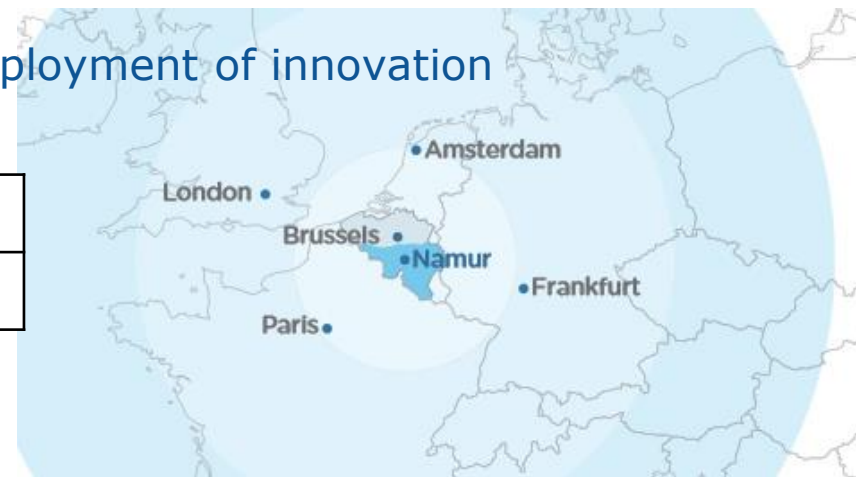 ployment of innovation
Amsterdam
London
Brussels
Namur
Frankfurt
Paris